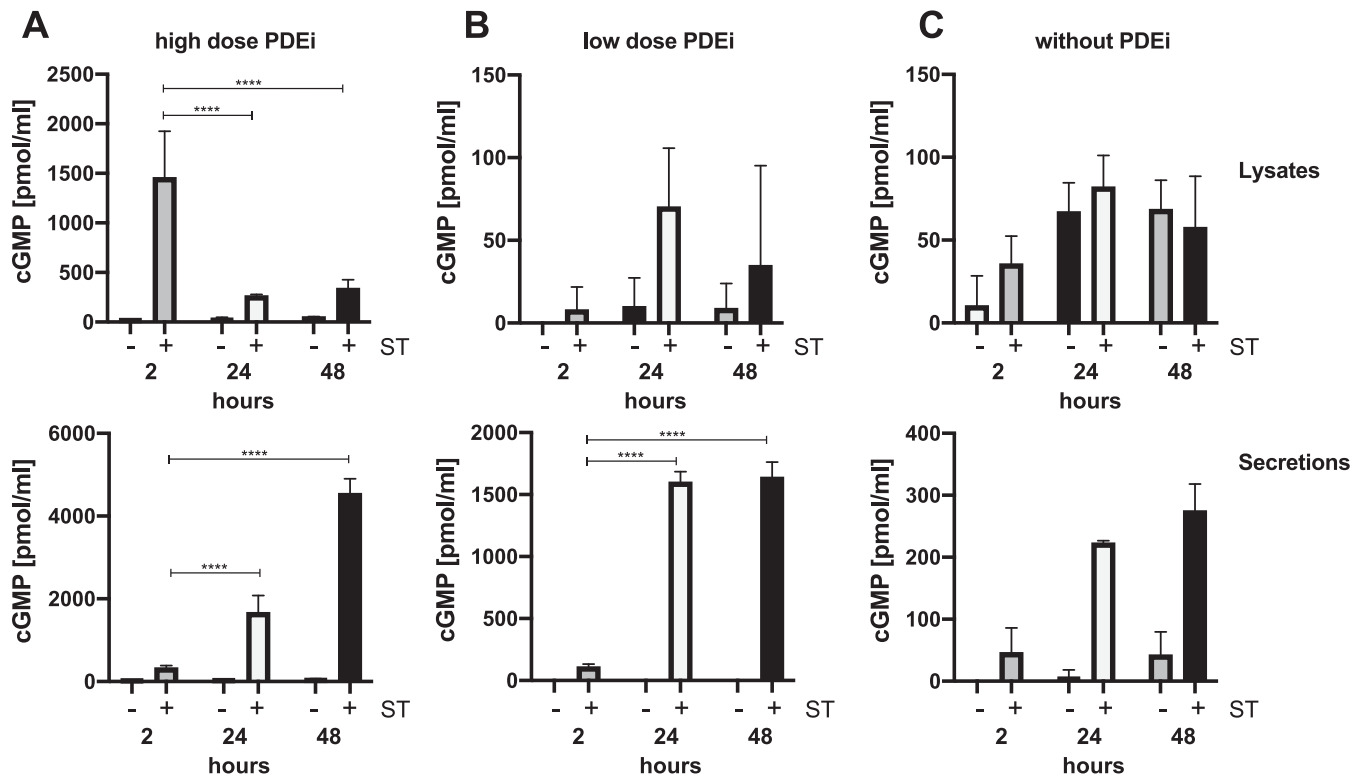 A
high dose PDEi
cGMP [pmol/ml]
2500
2000
1500
1000
500
0
****
****
- + - + - + ST
2 24 48
hours
B
low dose PDEi
cGMP [pmol/ml]
150
100
50
0
- + - + - + ST
2 24 48
hours
C
without PDEi
cGMP [pmol/ml]
150
100
50
0
- + - + - + ST
2 24 48
hours
Lysates
cGMP [pmol/ml]
6000
4000
2000
0
****
****
- + - + - + ST
2 24 48
hours
cGMP [pmol/ml]
2000
1500
1000
500
0
****
****
- + - + - + ST
2 24 48
hours
cGMP [pmol/ml]
400
300
200
100
0
- + - + - + ST
2 24 48
hours
Secretions